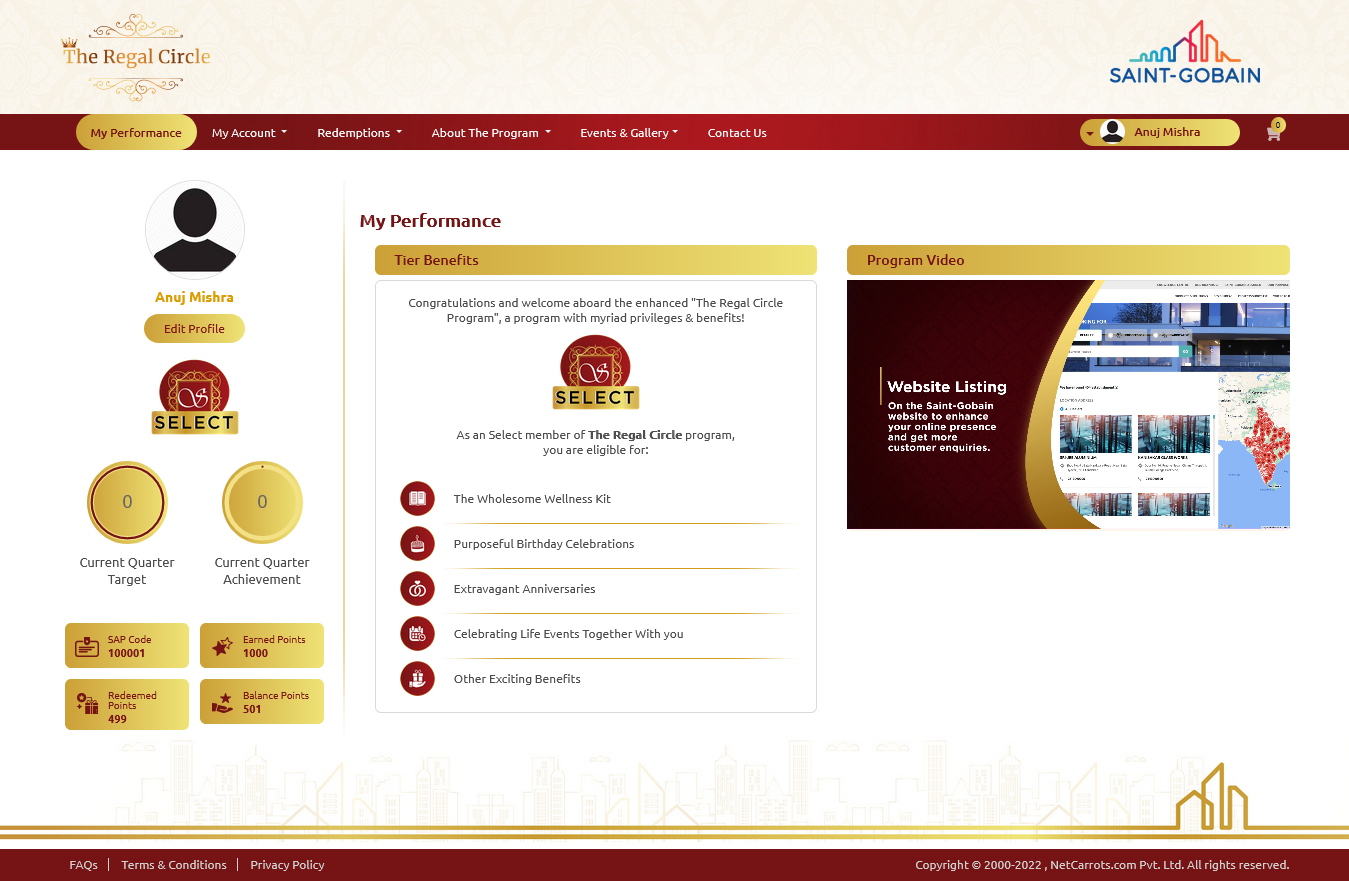 The Regal Circle
SAINT-GOBAIN
My Performance
My Account
Redemptions
About The Program
Events & Gallery
Contact Us
Anuj Mishra
0
Anuj Mishra
Edit Profile
S
SELECT
0
0
Current Quarter
Target
Current Quarter
Achievement
SAP Code
100001
Earned Points
1000
Redeemed
Points
499
Balance Points
501
My Performance
Tier Benefits
Congratulations and welcome aboard the enhanced "The Regal Circle
Program", a program with myriad privileges & benefits!
S
SELECT
As an Select member of The Regal Circle program,
you are eligible for:
The Wholesome Wellness Kit
Purposeful Birthday Celebrations
Extravagant Anniversaries
Celebrating Life Events Together With you
Other Exciting Benefits
Program Video
Website Listing
On the Saint-Gobain
website to enhance
your online presence
and get more
customer enquiries.
LOCATION ADDRESS
GO
FAQs
Terms & Conditions
Privacy Policy
Copyright © 2000-2022 , NetCarrots.com Pvt. Ltd. All rights reserved.